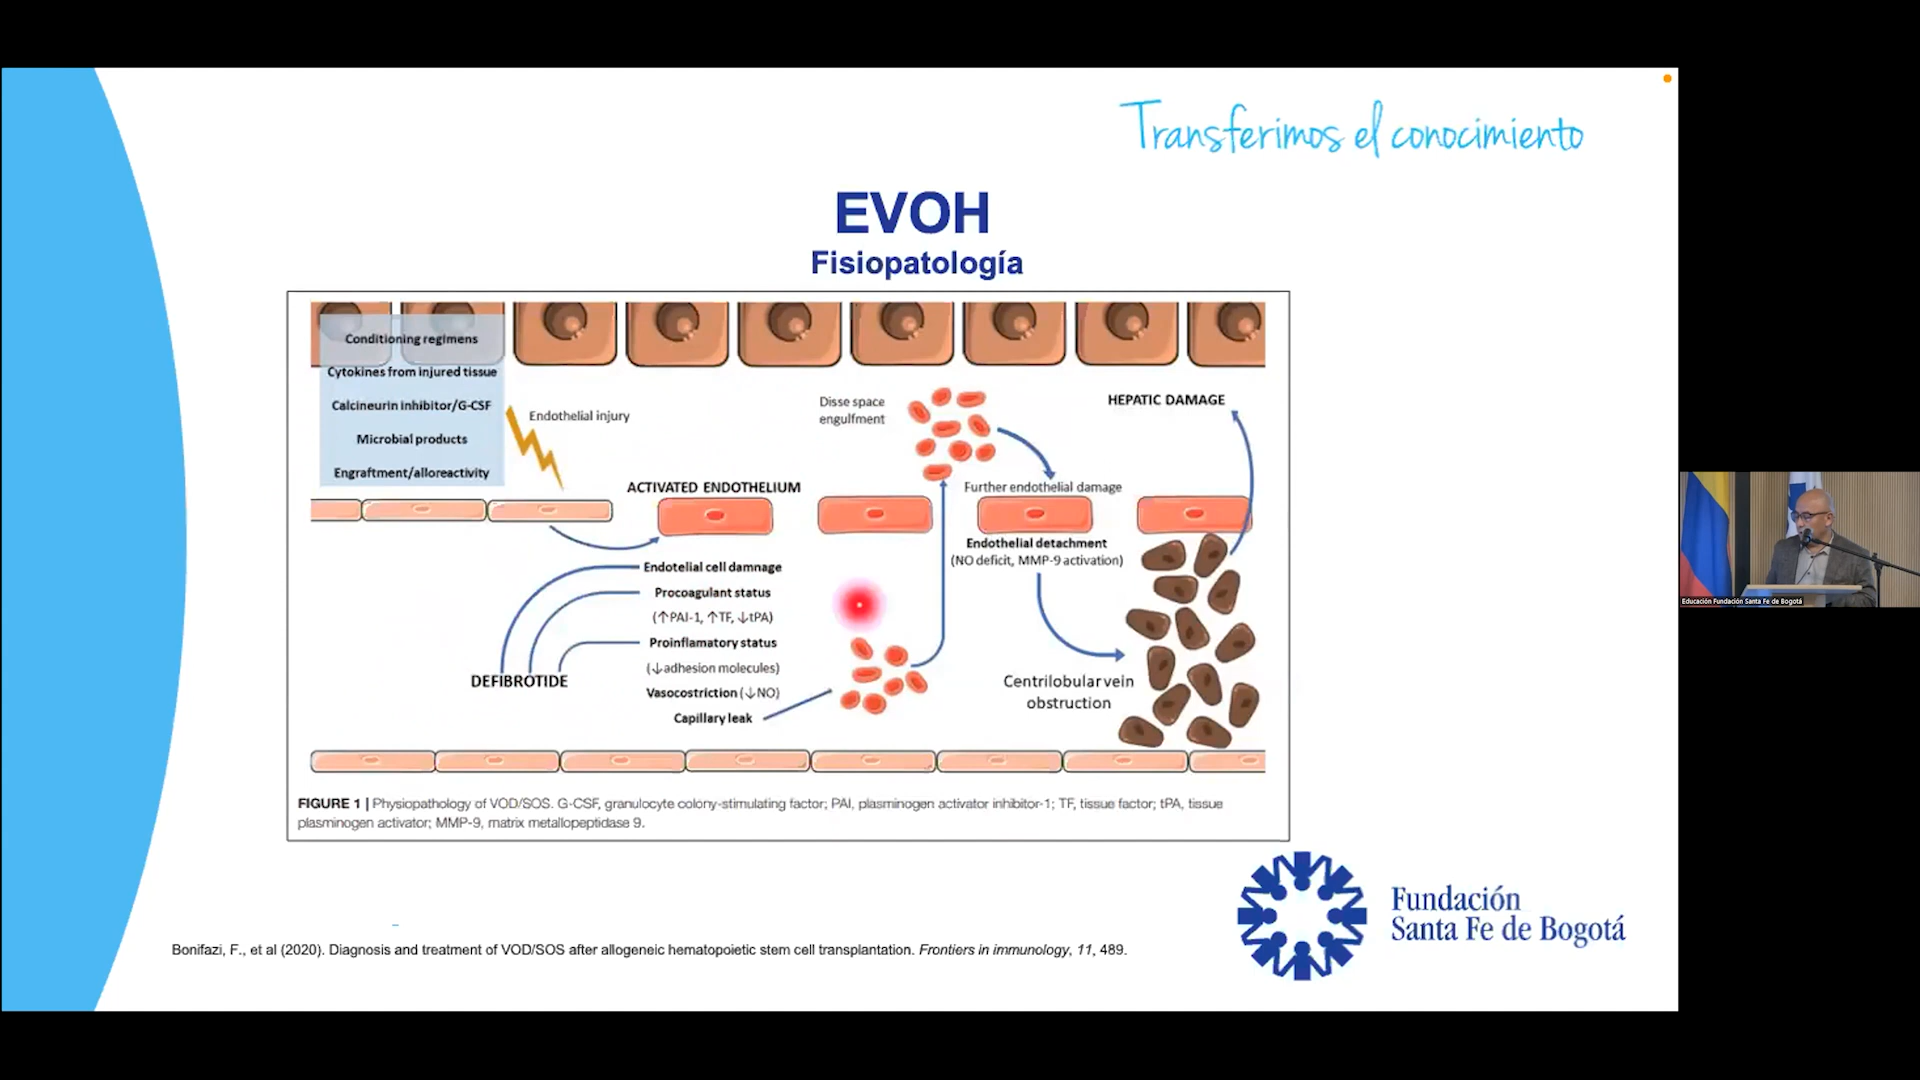 Transferimos el conocimiento
EVOH
Fisiopatología
Conditioning regimens
Cytokines from injured tissue
Calcineurin inhibitor/G-CSF
Microbial products
Engraftment/alloreactivity
Endothelial injury
ACTIVATED ENDOTHELIUM
Disse space
engulfment
HEPATIC DAMAGE
Further endothelial damage
Endothelial detachment
(NO deficit, MMP-9 activation)
Endotelial cell damnage
Procoagulant status
(↑PAI-1, ↑TF, ↓tPA)
Proinflamatory status
(↓adhesion molecules)
Vasocostriction (↓NO)
Capillary leak
DEFIBROTIDE
Centrilobular vein
obstruction
FIGURE 1 | Physiopathology of VOD/SOS. G-CSF, granulocyte colony-stimulating factor; PAI, plasminogen activator inhibitor-1; TF, tissue factor; tPA, tissue
plasminogen activator; MMP-9, matrix metallopeptidase 9.
Fundación
Santa Fe de Bogotá
Bonifazi, F., et al (2020). Diagnosis and treatment of VOD/SOS after allogeneic hematopoietic stem cell transplantation. Frontiers in immunology, 11, 489.
Educación Fundación Santa Fe de Bogotá